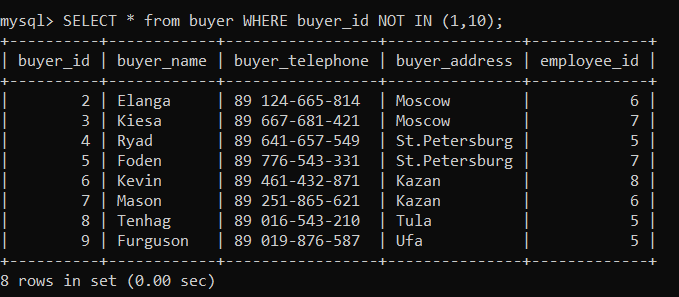 mysql> SELECT * from buyer WHERE buyer_id NOT IN (1,10);
+----------+------------+-----------------+---------------+-------------+
| buyer_id | buyer_name | buyer_telephone | buyer_address | employee_id |
+----------+------------+-----------------+---------------+-------------+
|        2 | Elanga     | 89 124-665-814  | Moscow        |           6 |
|        3 | Kiesa      | 89 667-681-421  | Moscow        |           7 |
|        4 | Ryad       | 89 641-657-549  | St.Petersburg |           5 |
|        5 | Foden      | 89 776-543-331  | St.Petersburg |           7 |
|        6 | Kevin      | 89 461-432-871  | Kazan         |           8 |
|        7 | Mason      | 89 251-865-621  | Kazan         |           6 |
|        8 | Tenhag     | 89 016-543-210  | Tula          |           5 |
|        9 | Furguson   | 89 019-876-587  | Ufa           |           5 |
+----------+------------+-----------------+---------------+-------------+
8 rows in set (0.00 sec)